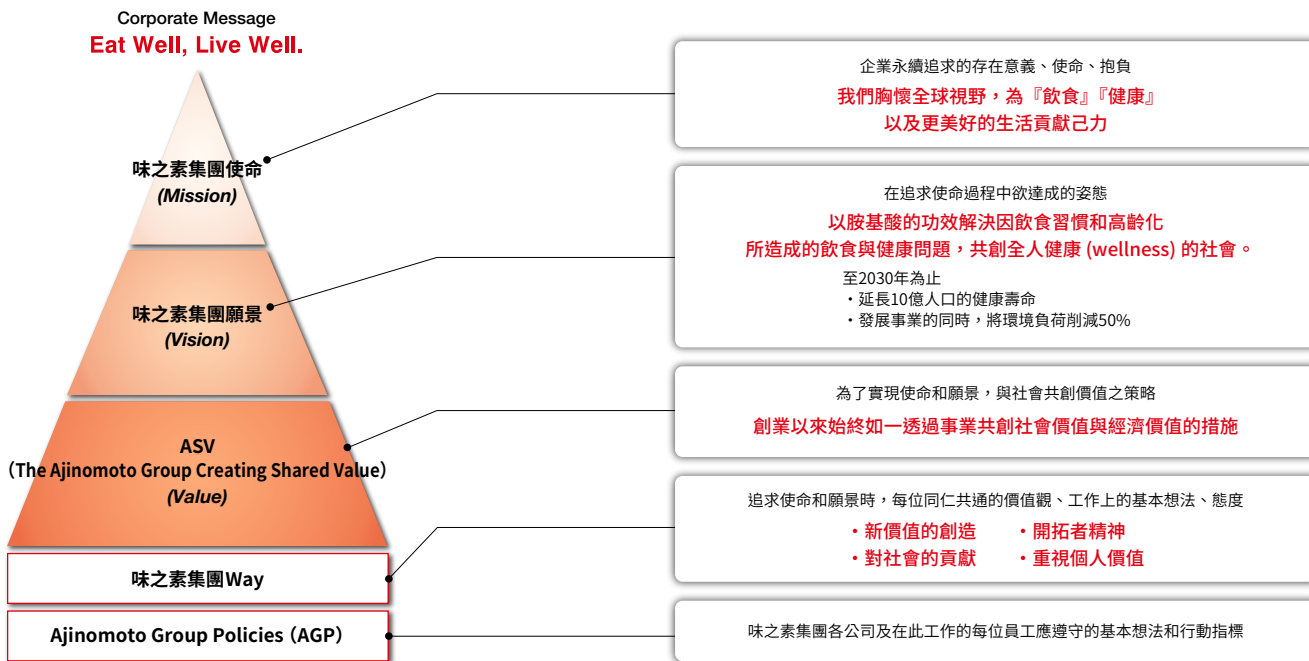 Corporate Message
Eat Well, Live Well.
味之素集團使命
(Mission)
企業永續追求的存在意義、使命、抱負
我們胸懷全球視野，為『飲食』『健康』
以及更美好的生活貢獻己力
味之素集團願景
(Vision)
在追求使命過程中欲達成的姿態
以胺基酸的功效解決因飲食習慣和高齡化
所造成的飲食與健康問題，共創全人健康 (wellness) 的社會。
至2030年為止
・延長10億人口的健康壽命
・發展事業的同時，將環境負荷削減50%
ASV
（The Ajinomoto Group Creating Shared Value）
(Value)
為了實現使命和願景，與社會共創價值之策略
創業以來始終如一透過事業共創社會價值與經濟價值的措施
味之素集團Way
追求使命和願景時，每位同仁共通的價值觀、工作上的基本想法、態度
・新價值的創造 ・開拓者精神
・對社會的貢獻 ・重視個人價值
Ajinomoto Group Policies（AGP）
味之素集團各公司及在此工作的每位員工應遵守的基本想法和行動指標